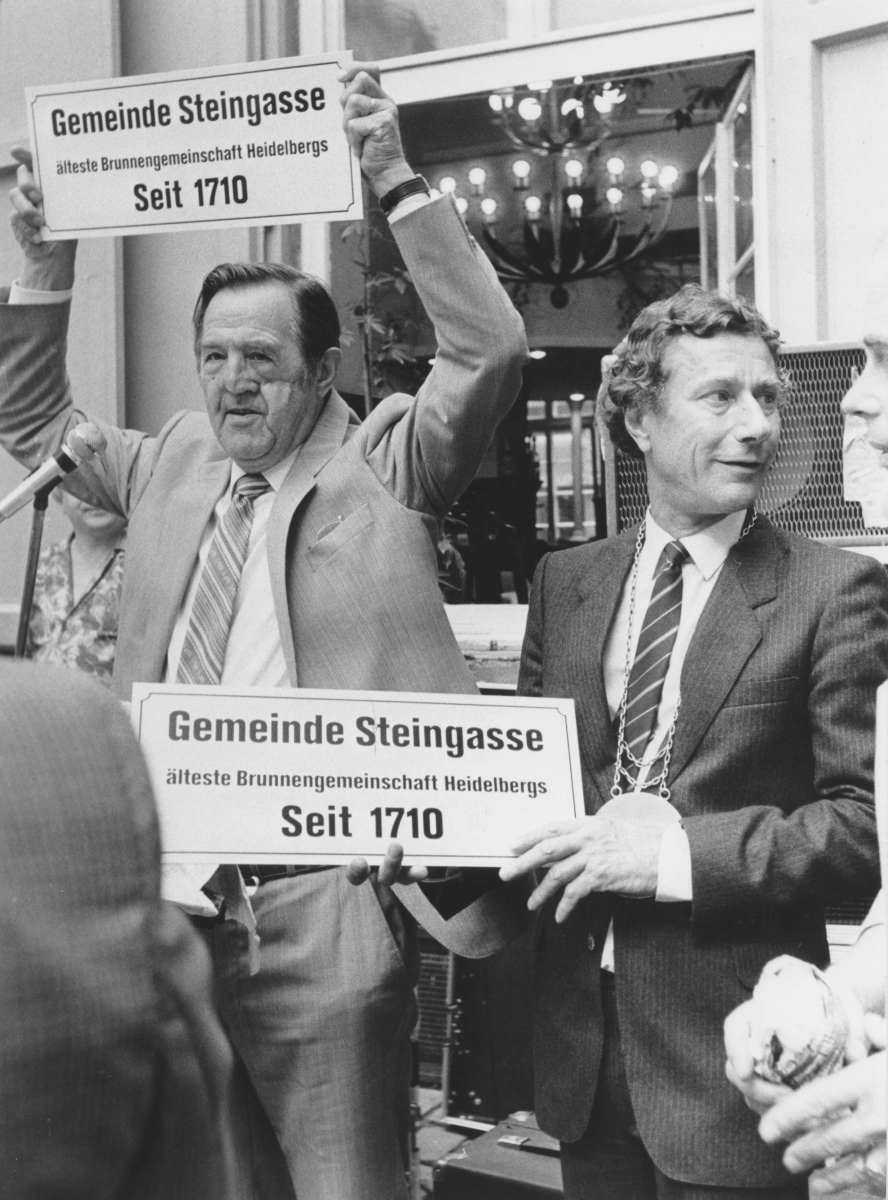 Gemeinde Steingasse
älteste Brunnengemeinschaft Heidelbergs
Seit 1710
Gemeinde Steingasse
älteste Brunnengemeinschaft Heidelbergs
Seit 1710